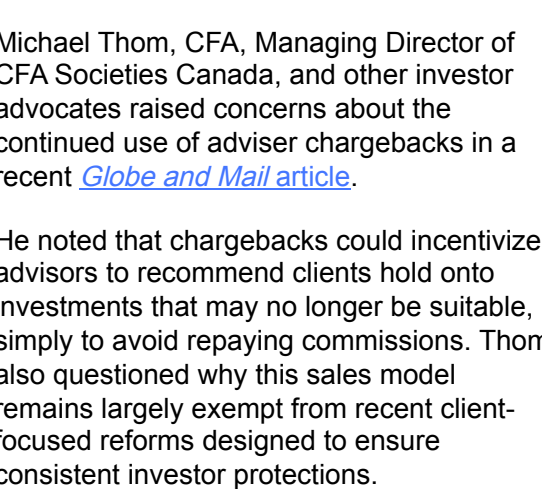 Michael Thom, CFA, Managing Director of
CFA Societies Canada, and other investor
advocates raised concerns about the
continued use of adviser chargebacks in a
recent Globe and Mail article.
He noted that chargebacks could incentivize
advisors to recommend clients hold onto
investments that may no longer be suitable,
simply to avoid repaying commissions. Thom
also questioned why this sales model
remains largely exempt from recent client-
focused reforms designed to ensure
consistent investor protections.